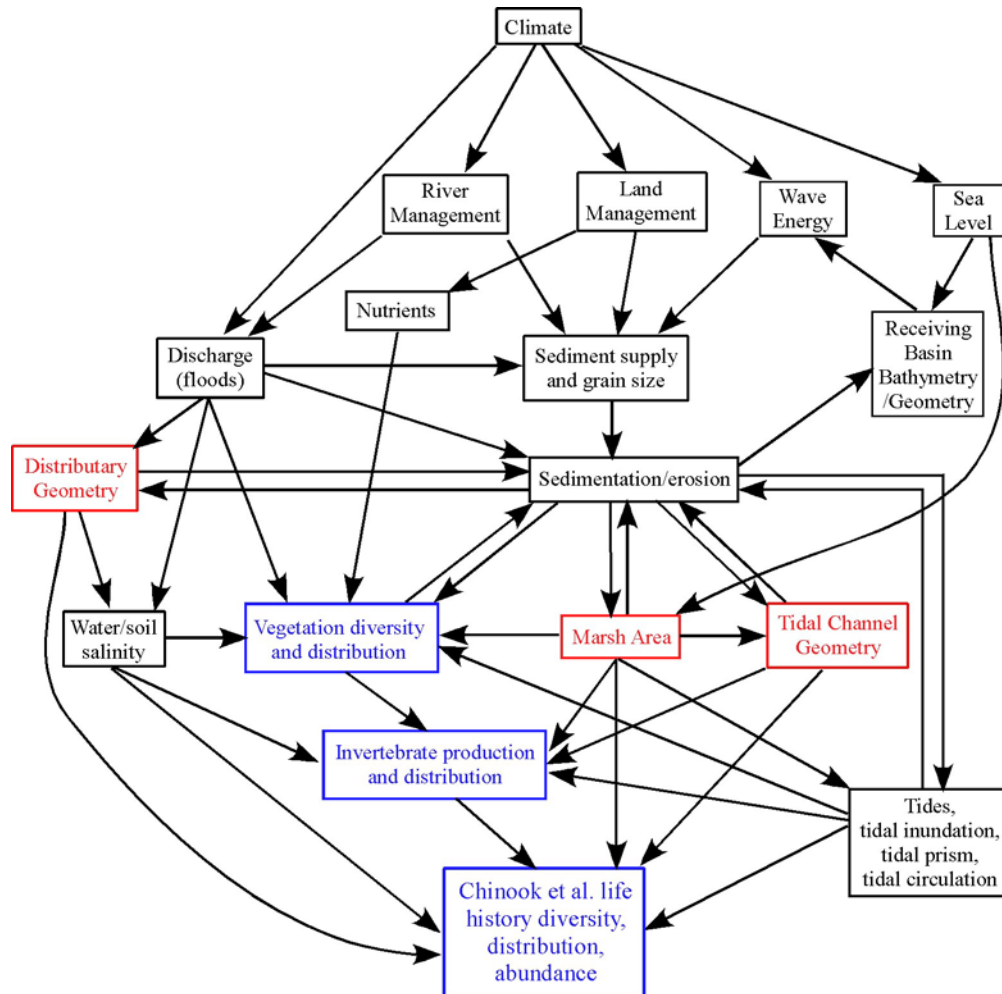 Climate
River
Management
Land
Management
Wave
Energy
Sea
Level
Nutrients
Discharge
(floods)
Sediment supply
and grain size
Receiving
Basin
Bathymetry
/Geometry
Distributary
Geometry
Sedimentation/erosion
Water/soil
salinity
Vegetation diversity
and distribution
Marsh Area
Tidal Channel
Geometry
Invertebrate production
and distribution
Tides,
tidal inundation,
tidal prism,
tidal circulation
Chinook et al. life
history diversity,
distribution,
abundance